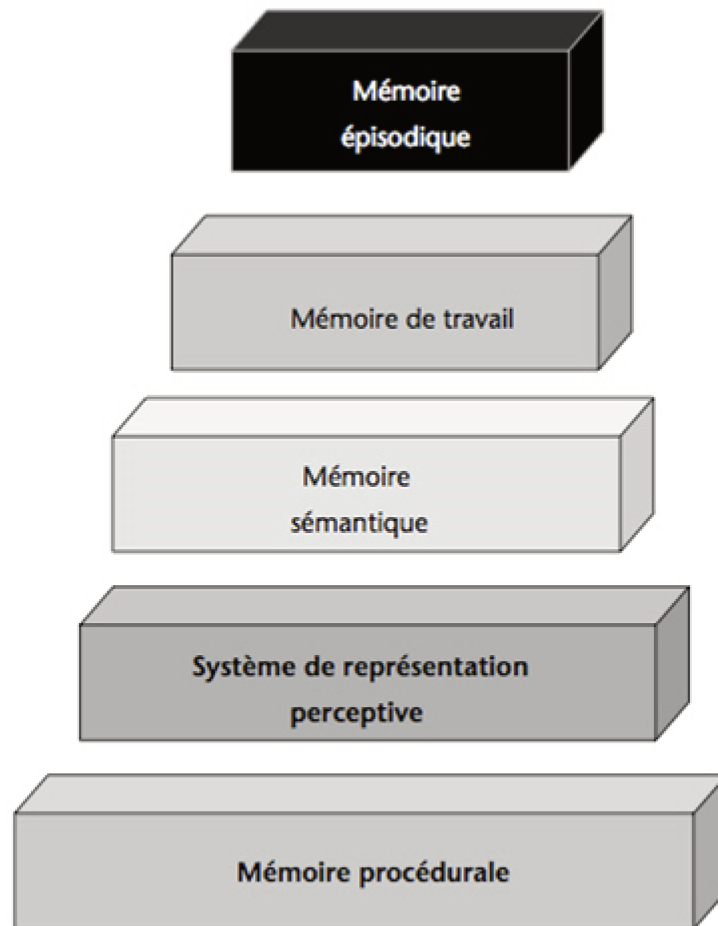 Mémoire
épisodique
Mémoire de travail
Mémoire
sémantique
Système de représentation
perceptive
Mémoire procédurale